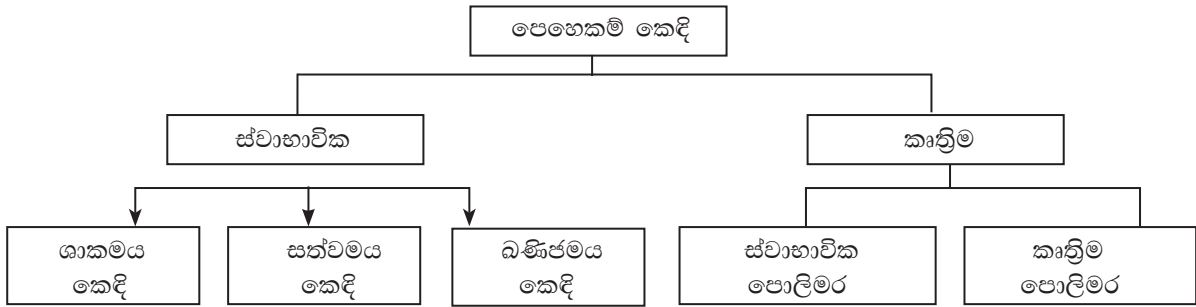 පෙහෙකම් කෙඳි
ස්වාභාවික
කෘත්‍රිම
ශාකමය
කෙඳි
සත්වමය
කෙඳි
ඛණිජමය
කෙඳි
ස්වාභාවික
පොලිමර
කෘත්‍රිම
පොලිමර